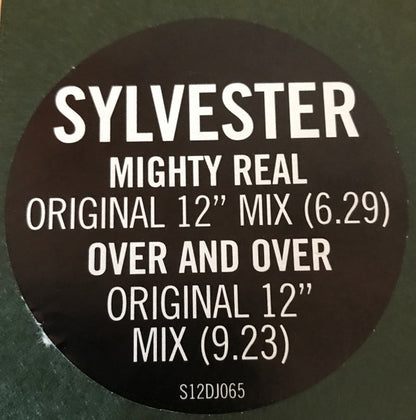 SYLVESTER
MIGHTY REAL
ORIGINAL 12” MIX (6.29)
OVER AND OVER
ORIGINAL 12”
MIX (9.23)
S12DJ065